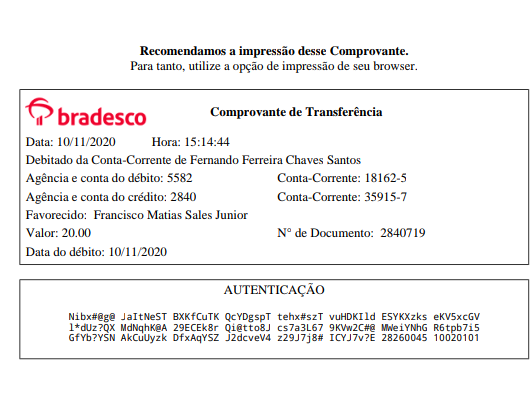 Recomendamos a impressão desse Comprovante.
Para tanto, utilize a opção de impressão de seu browser.
bradesco
Comprovante de Transferência
Data: 10/11/2020 Hora: 15:14:44
Debitado da Conta-Corrente de Fernando Ferreira Chaves Santos
Agência e conta do débito: 5582 Conta-Corrente: 18162-5
Agência e conta do crédito: 2840 Conta-Corrente: 35915-7
Favorecido: Francisco Matias Sales Junior
Valor: 20.00 N° de Documento: 2840719
Data do débito: 10/11/2020
AUTENTICAÇÃO
Nibx#@g@ JaItNeST BXKfCuTK QcYDgspT tehx#szT vuHDKIld ESYKXzks eKV5xcGV
l*dUz?QX MdNqhK@A 29ECEk8r Qi@tto8J cs7a3L67 9KVw2C#@ MWeiYNhG R6tpb7i5
GfYb?YSN AkCuUyzk DfxAqYSZ J2dcveV4 z29J7j8# ICYJ7v?E 28260045 10020101